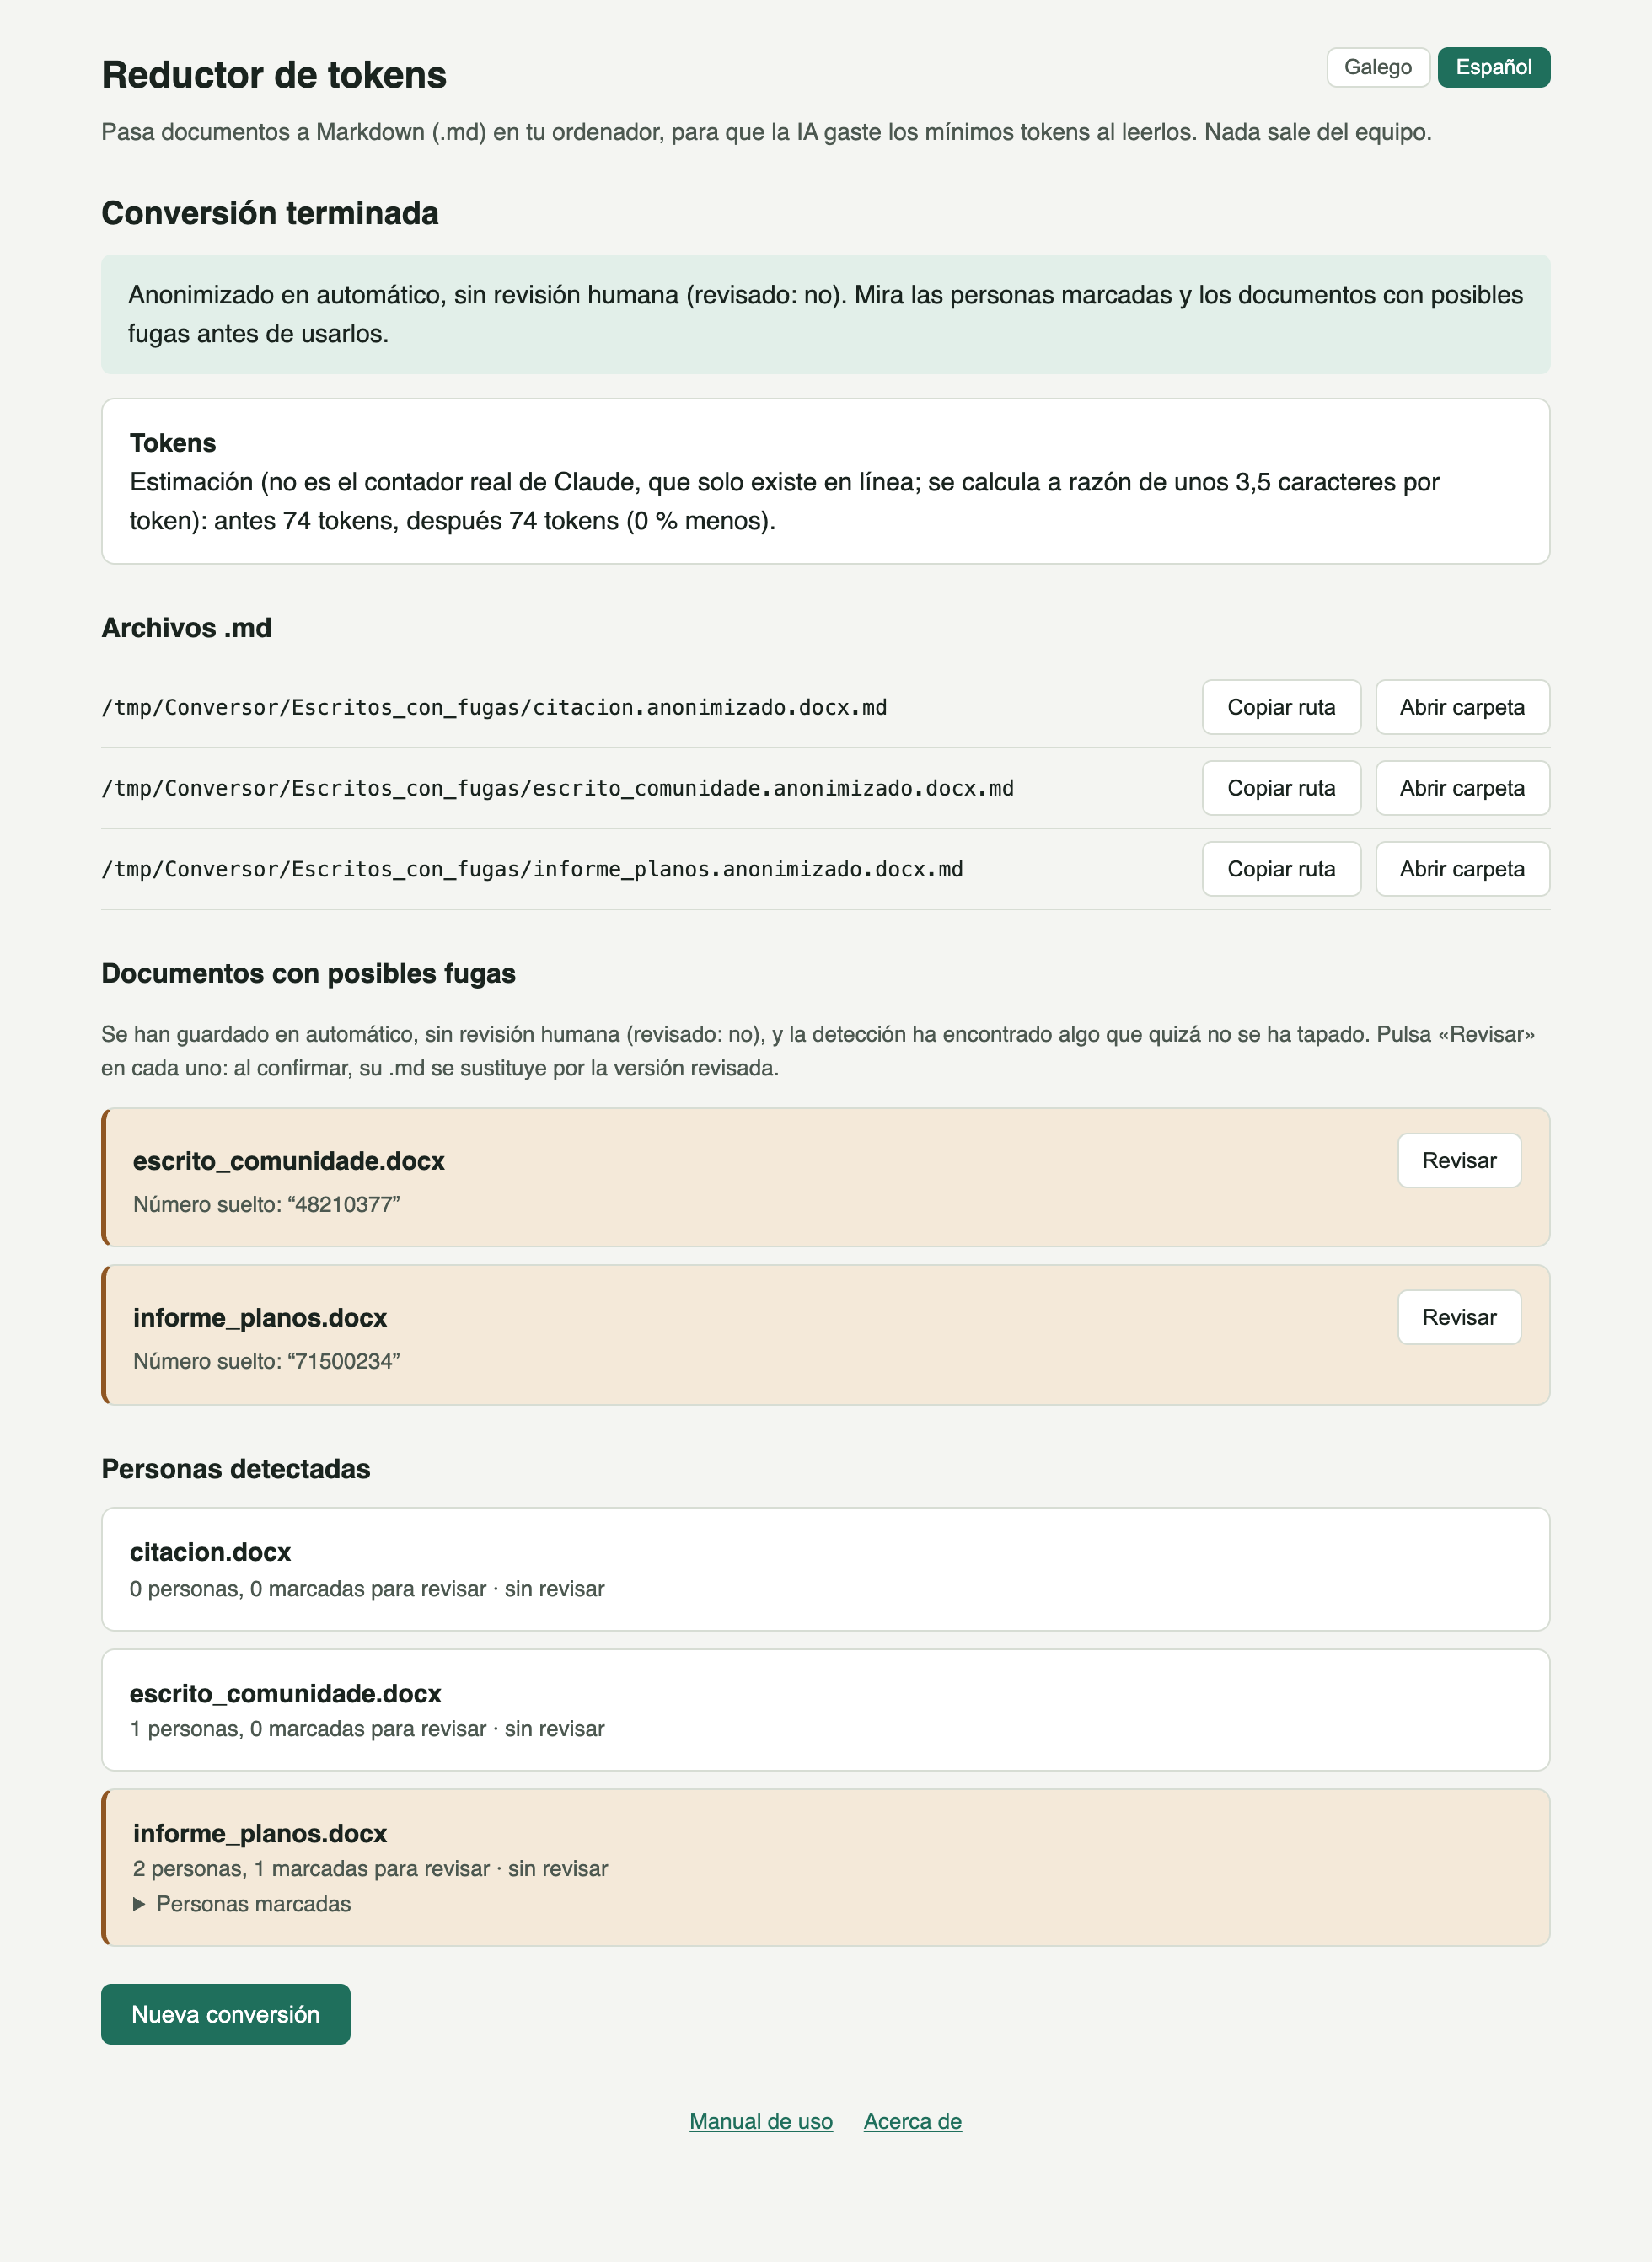 Reductor de tokens
Galego
Español
Pasa documentos a Markdown (.md) en tu ordenador, para que la IA gaste los mínimos tokens al leerlos. Nada sale del equipo.
Conversión terminada
Anonimizado en automático, sin revisión humana (revisado: no). Mira las personas marcadas y los documentos con posibles
fugas antes de usarlos.
Tokens
Estimación (no es el contador real de Claude, que solo existe en línea; se calcula a razón de unos 3,5 caracteres por
token): antes 74 tokens, después 74 tokens (0 % menos).
Archivos .md
/tmp/Conversor/Escritos_con_fugas/citacion.anonimizado.docx.md
Copiar ruta
Abrir carpeta
/tmp/Conversor/Escritos_con_fugas/escrito_comunidade.anonimizado.docx.md
Copiar ruta
Abrir carpeta
/tmp/Conversor/Escritos_con_fugas/informe_planos.anonimizado.docx.md
Copiar ruta
Abrir carpeta
Documentos con posibles fugas
Se han guardado en automático, sin revisión humana (revisado: no), y la detección ha encontrado algo que quizá no se ha tapado. Pulsa «Revisar»
en cada uno: al confirmar, su .md se sustituye por la versión revisada.
escrito_comunidade.docx
Revisar
Número suelto: “48210377”
informe_planos.docx
Revisar
Número suelto: “71500234”
Personas detectadas
citacion.docx
0 personas, 0 marcadas para revisar · sin revisar
escrito_comunidade.docx
1 personas, 0 marcadas para revisar · sin revisar
informe_planos.docx
2 personas, 1 marcadas para revisar · sin revisar
▶ Personas marcadas
Nueva conversión
Manual de uso
Acerca de